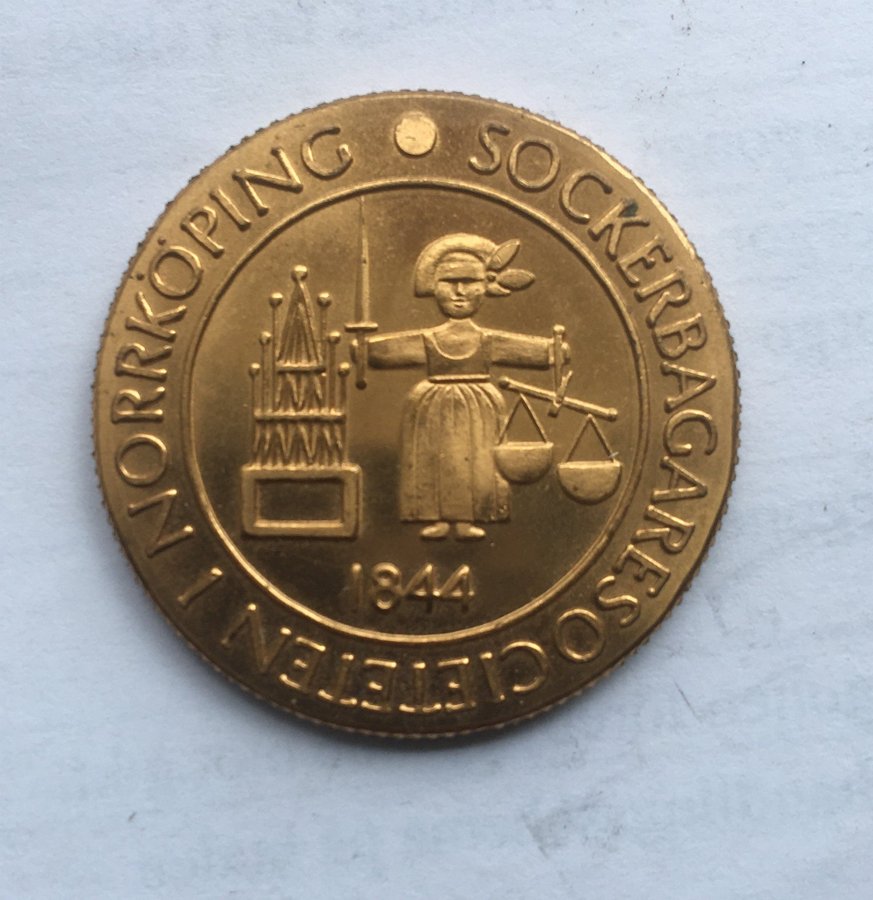 SOCKERBAGARESOCIETETEN I NORRKÖPING
1844